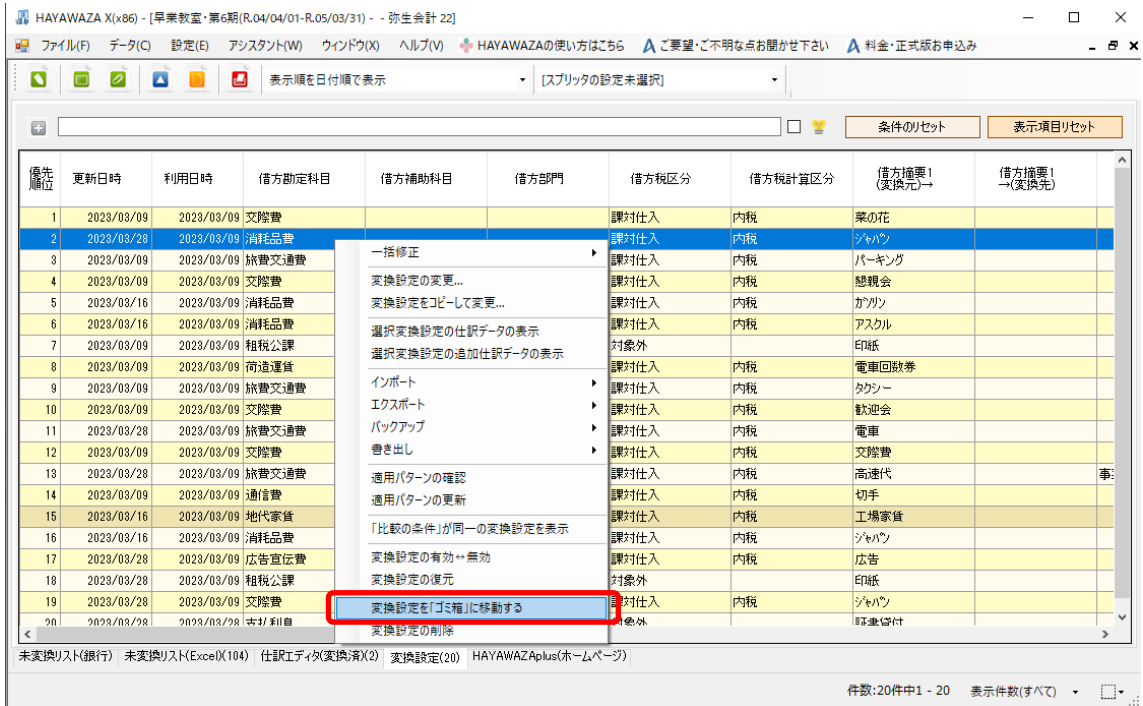 HAYAWAZA X(x86) - [早業教室・第6期(R.04/04/01-R.05/03/31) - - 弥生会計 22]
ファイル(F) データ(C) 設定(E) アシスタント(W) ウィンドウ(X) ヘルプ(V) HAYAWAZAの使い方はこちら ご要望・ご不明な点お聞かせ下さい 料金・正式版お申込み
表示順を日付順で表示 [スプリッタの設定未選択]
条件のリセット 表示項目リセット
優先順位 更新日時 利用日時 借方勘定科目 借方補助科目 借方部門 借方税区分 借方税計算区分 借方摘要1(変換元)→ 借方摘要1→(変換先)
1 2023/03/09 2023/03/09 交際費 課対仕入 内税 菜の花
2 2023/03/28 2023/03/09 消耗品費 課対仕入 内税 ジャパン
3 2023/03/09 2023/03/09 旅費交通費 課対仕入 内税 パーキング
4 2023/03/09 2023/03/09 交際費 課対仕入 内税 懇親会
5 2023/03/16 2023/03/09 消耗品費 課対仕入 内税 ガソリン
6 2023/03/16 2023/03/09 消耗品費 課対仕入 内税 アスクル
7 2023/03/09 2023/03/09 租税公課 対象外 印紙
8 2023/03/09 2023/03/09 荷造運賃 課対仕入 内税 電車回数券
9 2023/03/09 2023/03/09 旅費交通費 課対仕入 内税 タクシー
10 2023/03/09 2023/03/09 交際費 課対仕入 内税 歓迎会
11 2023/03/28 2023/03/09 旅費交通費 課対仕入 内税 電車
12 2023/03/09 2023/03/09 交際費 課対仕入 内税 交際費
13 2023/03/28 2023/03/09 旅費交通費 課対仕入 内税 高速代
14 2023/03/09 2023/03/09 通信費 課対仕入 内税 切手
15 2023/03/16 2023/03/09 地代家賃 課対仕入 内税 工場家賃
16 2023/03/16 2023/03/09 消耗品費 課対仕入 内税 ジャパン
17 2023/03/28 2023/03/09 広告宣伝費 課対仕入 内税 広告
18 2023/03/28 2023/03/09 租税公課 対象外 印紙
19 2023/03/28 2023/03/09 交際費 課対仕入 内税 ジャパン
20 2023/03/28 2023/03/28 支払利息 対象外 証書貸付
一括修正
変換設定の変更...
変換設定をコピーして変更...
選択変換設定の仕訳データの表示
選択変換設定の追加仕訳データの表示
インポート
エクスポート
バックアップ
書き出し
適用パターンの確認
適用パターンの更新
「比較の条件」が同一の変換設定を表示
変換設定の有効⇔無効
変換設定の復元
変換設定を「ゴミ箱」に移動する
変換設定の削除
未変換リスト(銀行) 未変換リスト(Excel)(104) 仕訳エディタ(変換済)(2) 変換設定(20) HAYAWAZAplus(ホームページ)
件数:20件中1 - 20 表示件数(すべて)